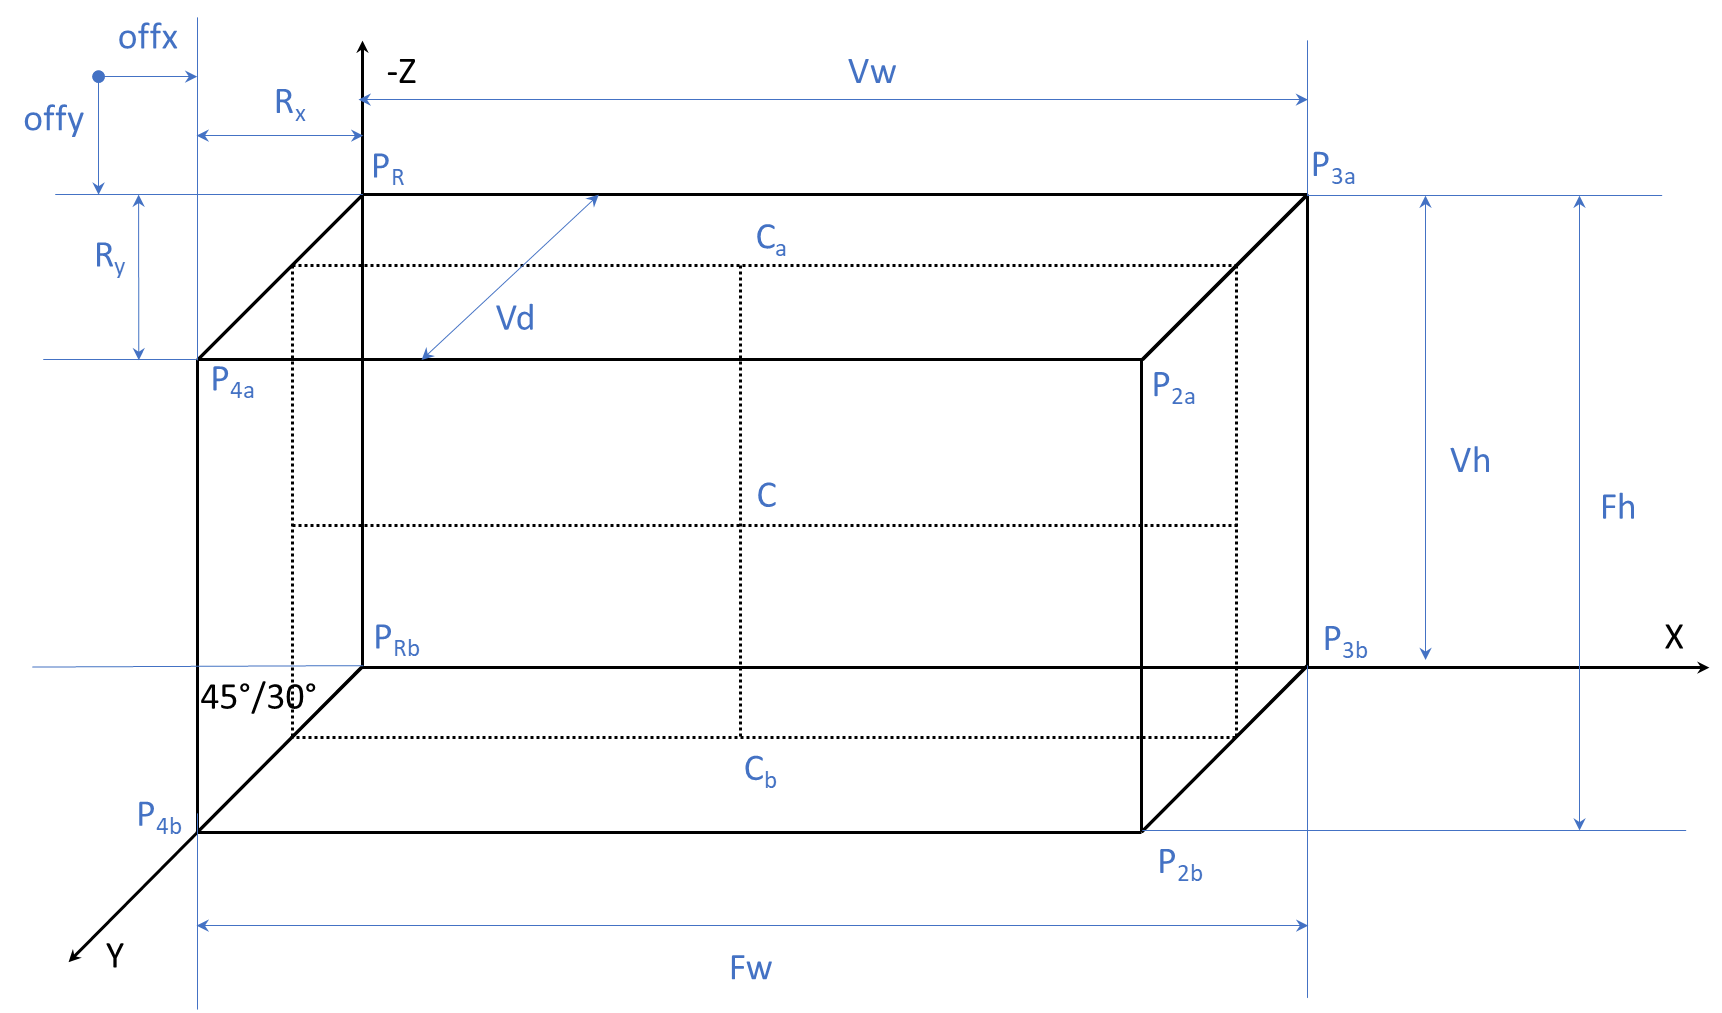 offx
-Z
Vw
Rx
offy
PR
P3a
Ca
Ry
Vd
P4a
P2a
Vh
C
Fh
PRb
P3b
X
45°/30°
Cb
P4b
P2b
Y
Fw